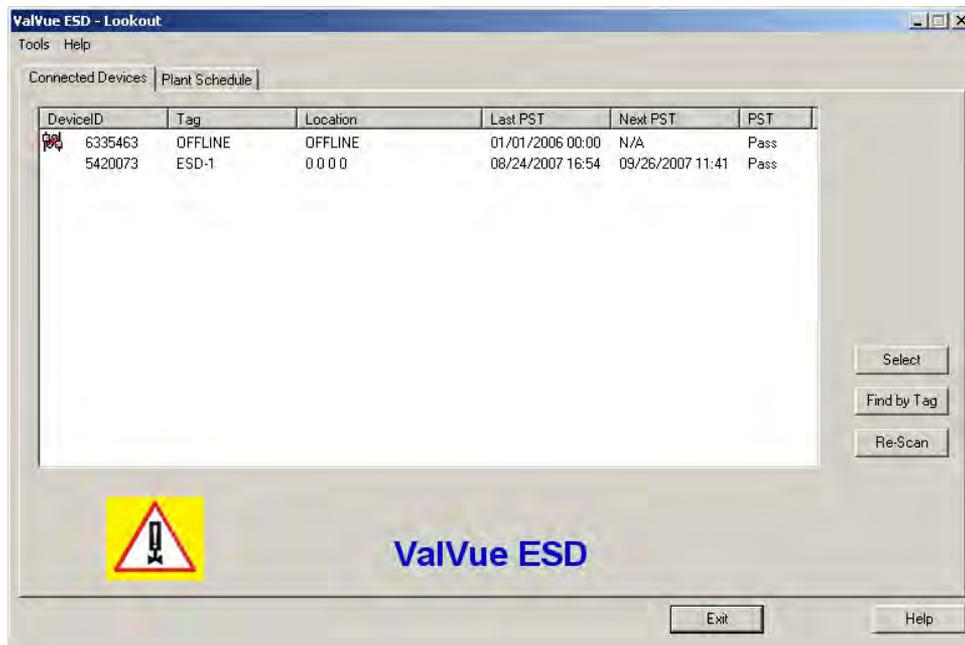 ValVue ESD - Lookout
Tools Help
Connected Devices Plant Schedule
DeviceID Tag Location Last PST Next PST PST
6335463 OFFLINE OFFLINE 01/01/2006 00:00 N/A Pass
5420073 ESD-1 0 0 0 0 08/24/2007 16:54 09/26/2007 11:41 Pass
Select
Find by Tag
Re-Scan
ValVue ESD
Exit Help